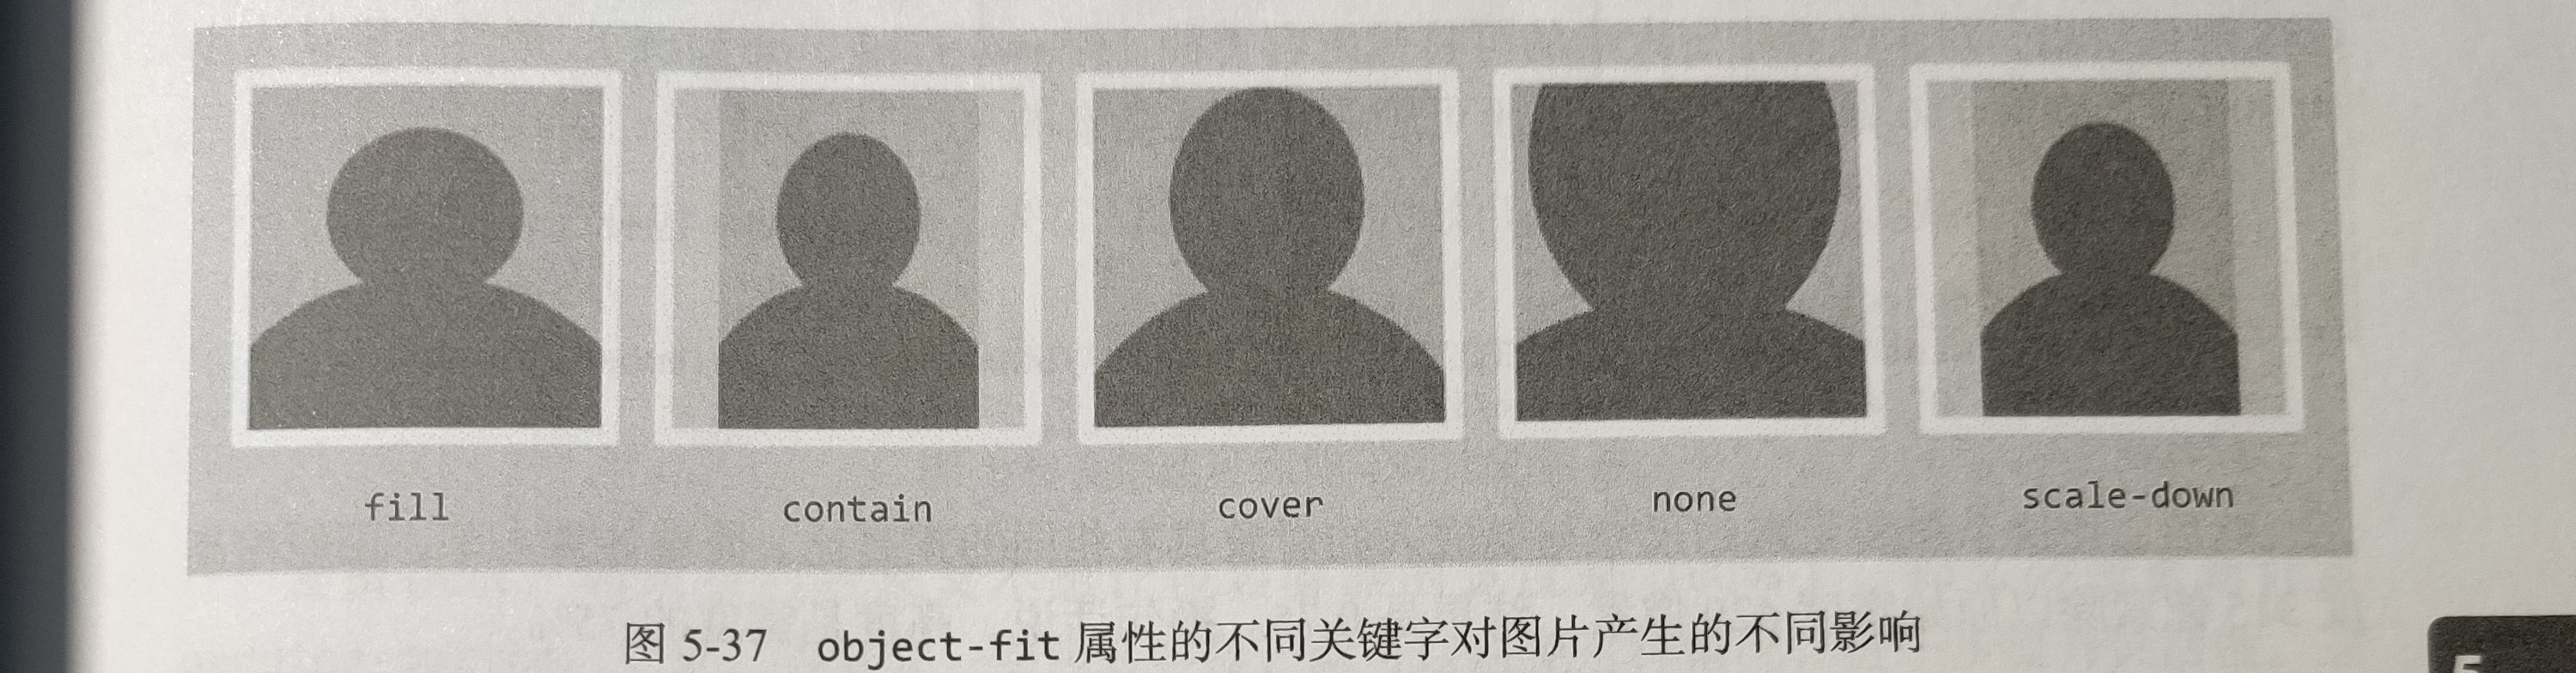 fill contain cover none scale-down
图 5-37 object-fit 属性的不同关键字对图片产生的不同影响
5